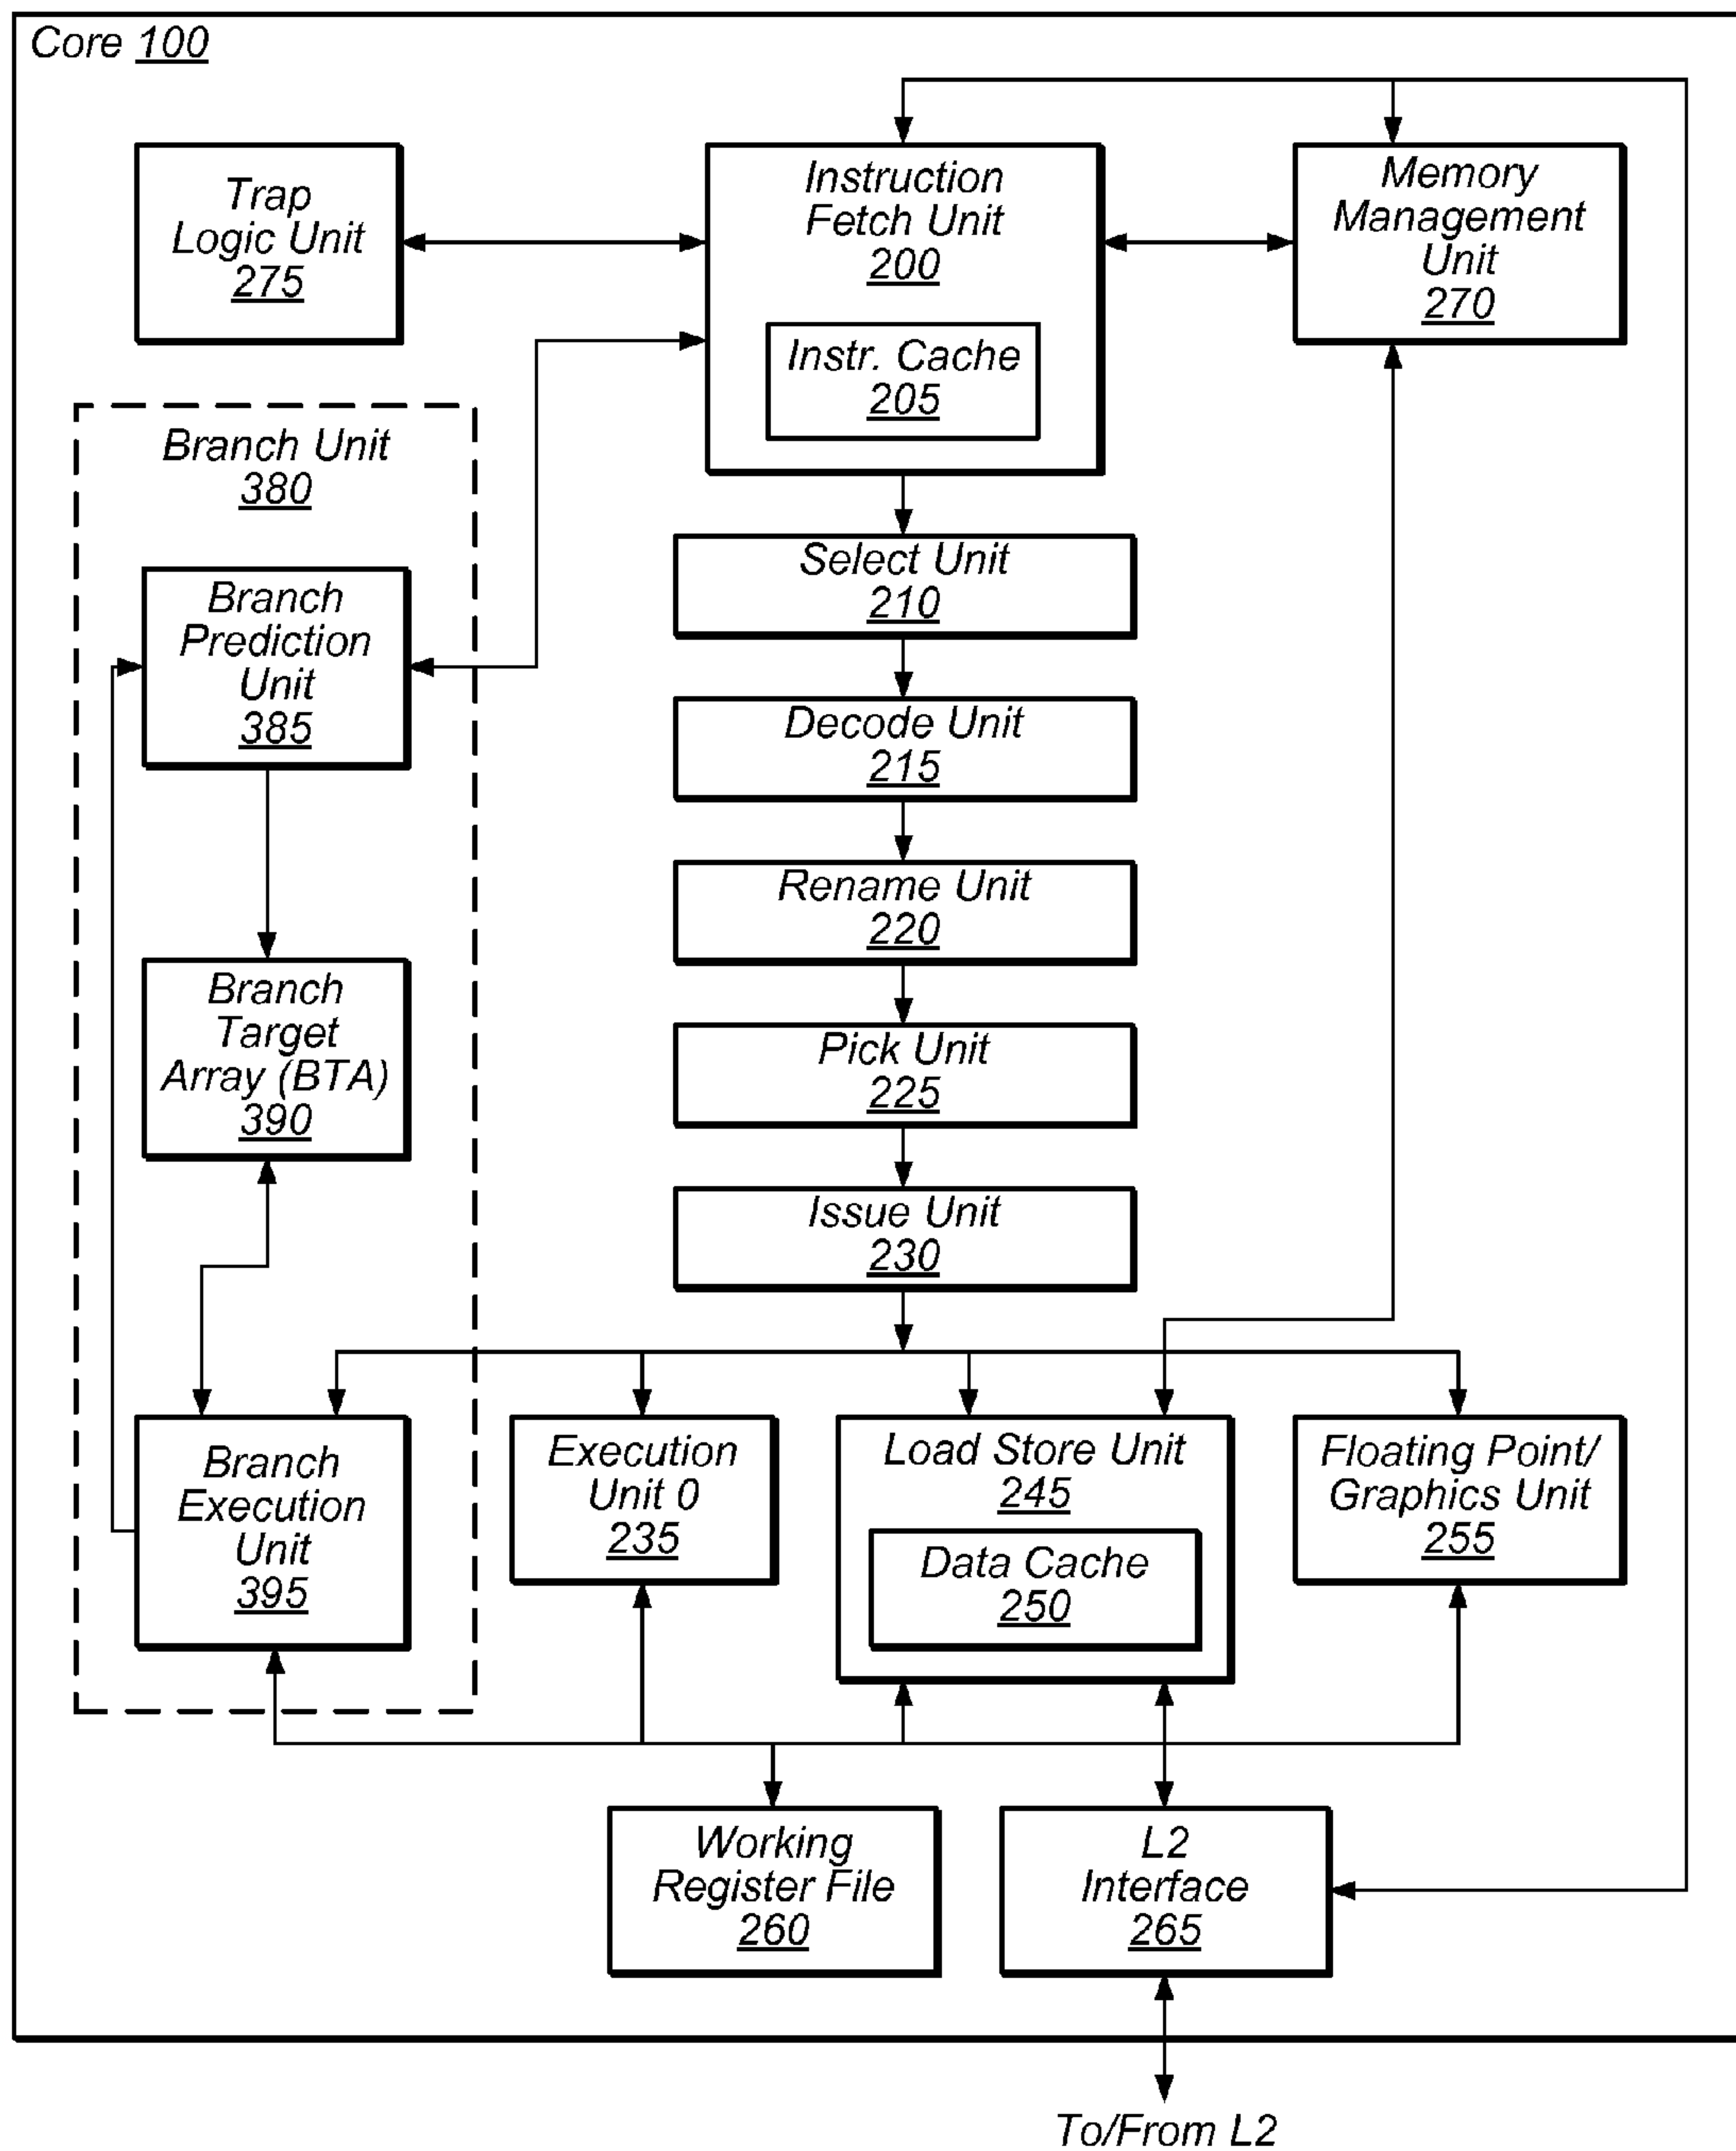 Core 100
Trap
Logic Unit
275
Instruction
Fetch Unit
200
Instr. Cache
205
Memory
Management
Unit
270
Branch Unit
380
Branch
Prediction
Unit
385
Branch
Target
Array (BTA)
390
Select Unit
210
Decode Unit
215
Rename Unit
220
Pick Unit
225
Issue Unit
230
Branch
Execution
Unit
395
Execution
Unit 0
235
Load Store Unit
245
Data Cache
250
Floating Point/
Graphics Unit
255
Working
Register File
260
L2
Interface
265
To/From L2